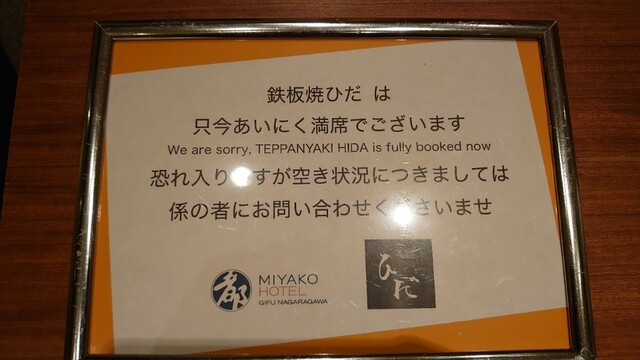 鉄板焼ひだ は
只今あいにく満席でございます
We are sorry, TEPPANYAKI HIDA is fully booked now
恐れ入りますが空き状況につきましては
係の者にお問い合わせくださいませ
都
MIYAKO
HOTEL
GIFU NAGARAGAWA
ひだ